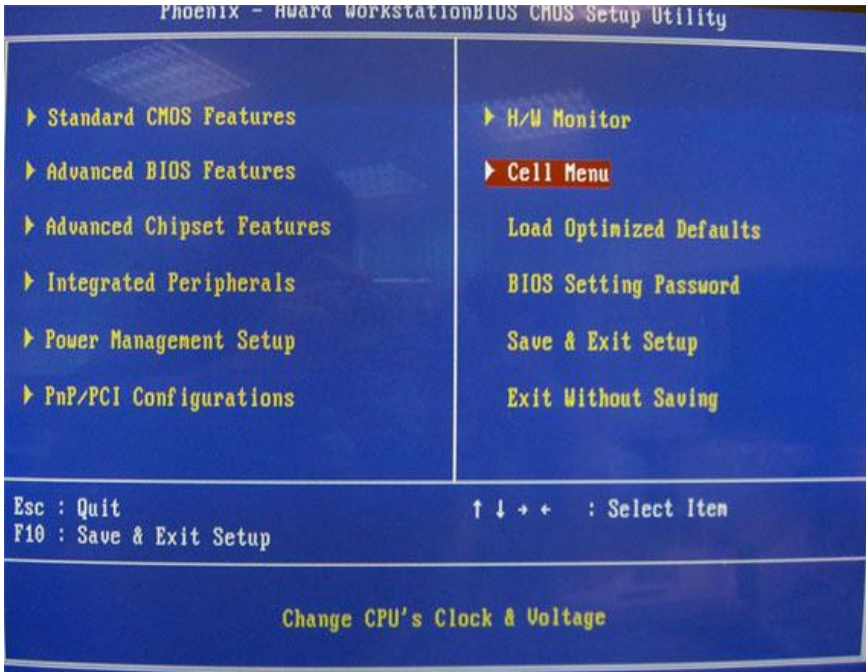 Phoenix - Award WorkstationBIOS CMOS Setup Utility
Standard CMOS Features
Advanced BIOS Features
Advanced Chipset Features
Integrated Peripherals
Power Management Setup
PnP/PCI Configurations
H/W Monitor
Cell Menu
Load Optimized Defaults
BIOS Setting Password
Save & Exit Setup
Exit Without Saving
Esc : Quit
F10 : Save & Exit Setup
↑ ↓ → ← : Select Item
Change CPU's Clock & Voltage